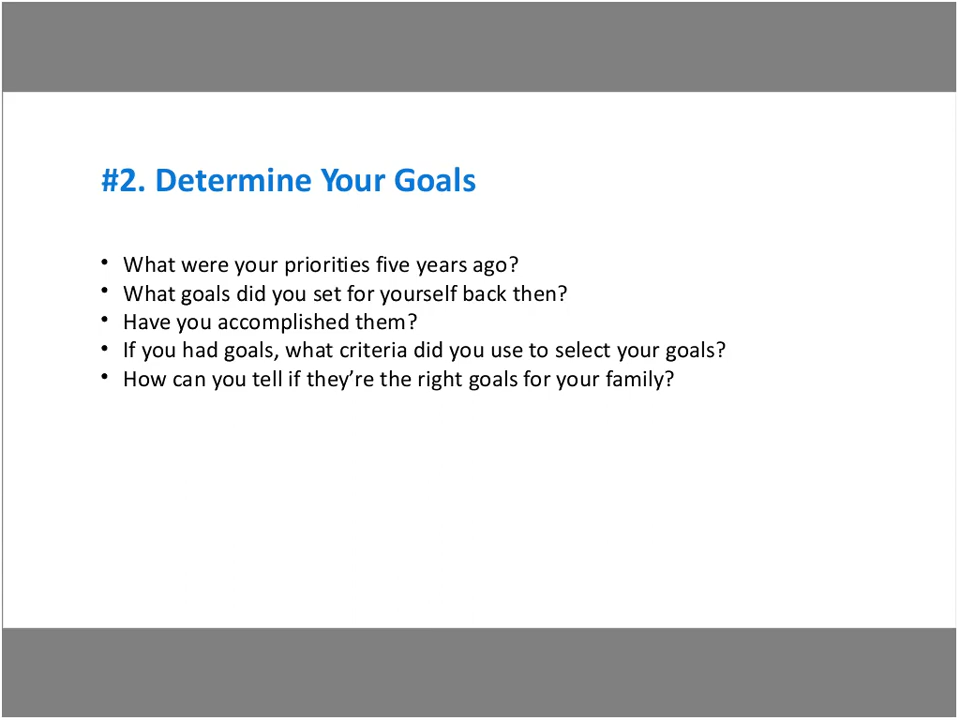 #2. Determine Your Goals
• What were your priorities five years ago?
• What goals did you set for yourself back then?
• Have you accomplished them?
• If you had goals, what criteria did you use to select your goals?
• How can you tell if they’re the right goals for your family?